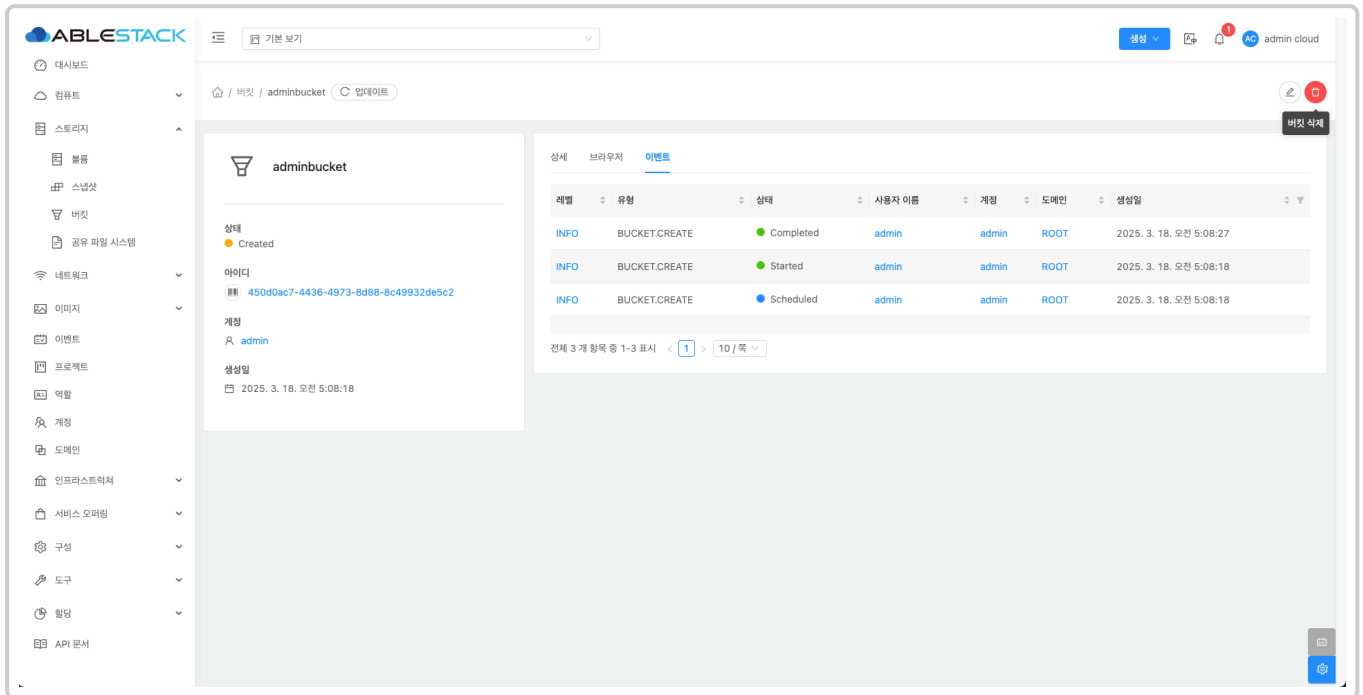 ABLESTACK
기본 보기
생성
1
AC
admin cloud
대시보드
컴퓨트
스토리지
볼륨
스냅샷
버킷
공유 파일 시스템
네트워크
이미지
이벤트
프로젝트
역할
계정
도메인
인프라스트럭쳐
서비스 오퍼링
구성
도구
할당
API 문서
/ 버킷 / adminbucket 업데이트
버킷 삭제
adminbucket
상태
Created
아이디
450d0ac7-4436-4973-8d88-8c49932de5c2
계정
admin
생성일
2025. 3. 18. 오전 5:08:18
상세 브라우저 이벤트
레벨 유형 상태 사용자 이름 계정 도메인 생성일
INFO BUCKET.CREATE Completed admin admin ROOT 2025. 3. 18. 오전 5:08:27
INFO BUCKET.CREATE Started admin admin ROOT 2025. 3. 18. 오전 5:08:18
INFO BUCKET.CREATE Scheduled admin admin ROOT 2025. 3. 18. 오전 5:08:18
전체 3 개 항목 중 1-3 표시 < 1 > 10 / 쪽